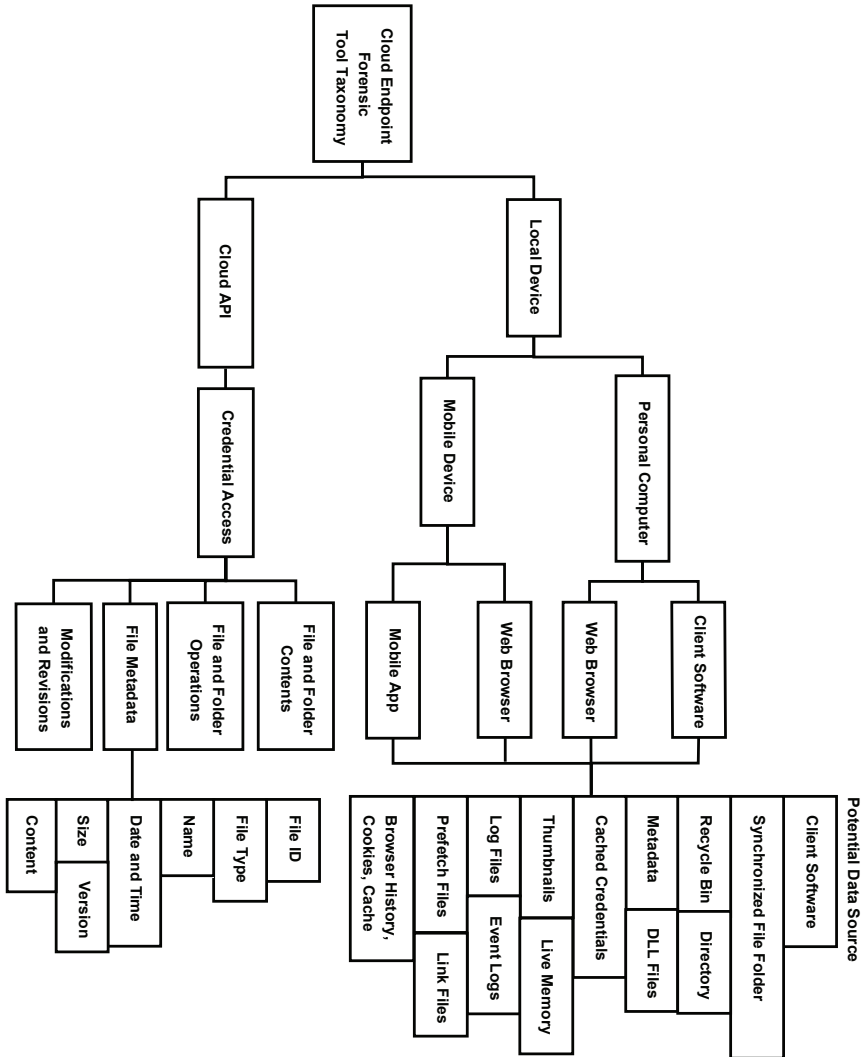 Cloud Endpoint
Forensic
Tool Taxonomy
Local Device
Cloud API
Personal Computer
Mobile Device
Credential Access
Client Software
Web Browser
Web Browser
Mobile App
File and Folder
Contents
File and Folder
Operations
File Metadata
Modifications
and Revisions
Potential Data Source
Client Software
Synchronized File Folder
Recycle Bin
Directory
Metadata
DLL Files
Cached Credentials
Thumbnails
Live Memory
Log Files
Event Logs
Prefetch Files
Link Files
Browser History,
Cookies, Cache
File ID
File Type
Name
Date and Time
Size
Version
Content